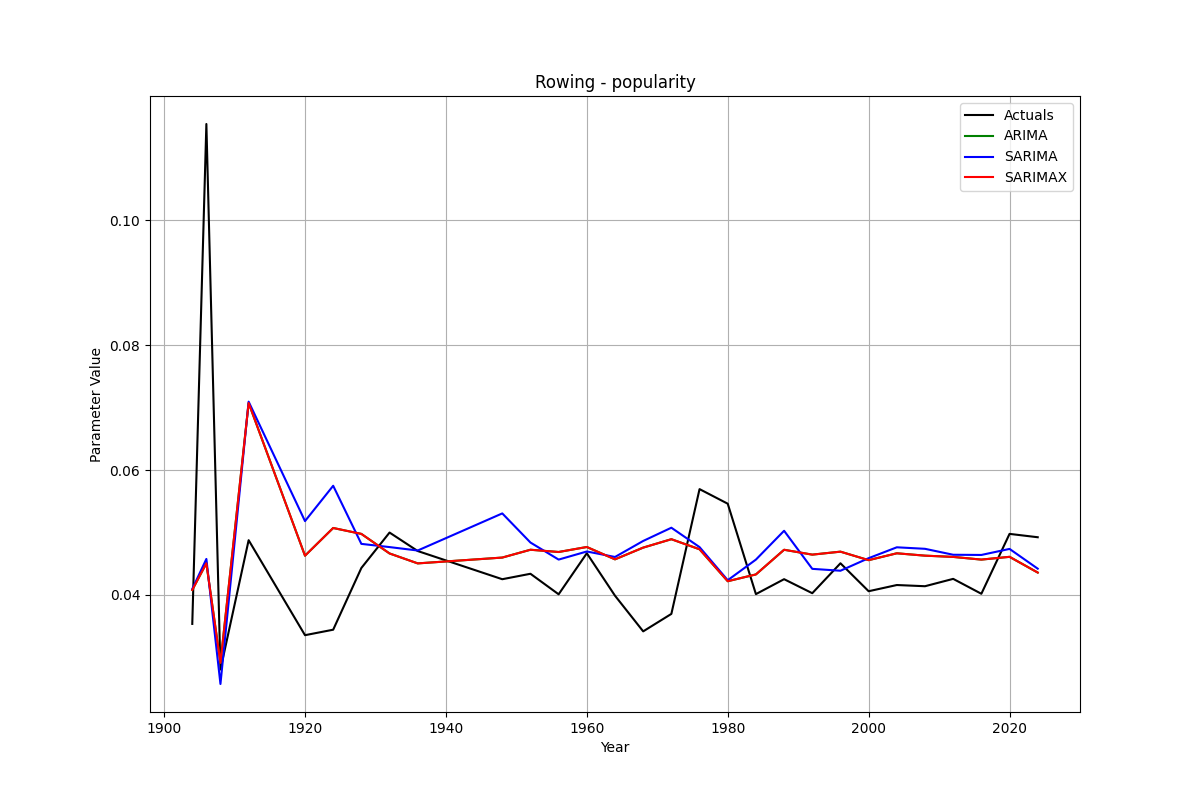 Rowing - popularity
Actuals
ARIMA
SARIMA
SARIMAX
0.10
0.08
0.06
0.04
Parameter Value
1900 1920 1940 1960 1980 2000 2020
Year